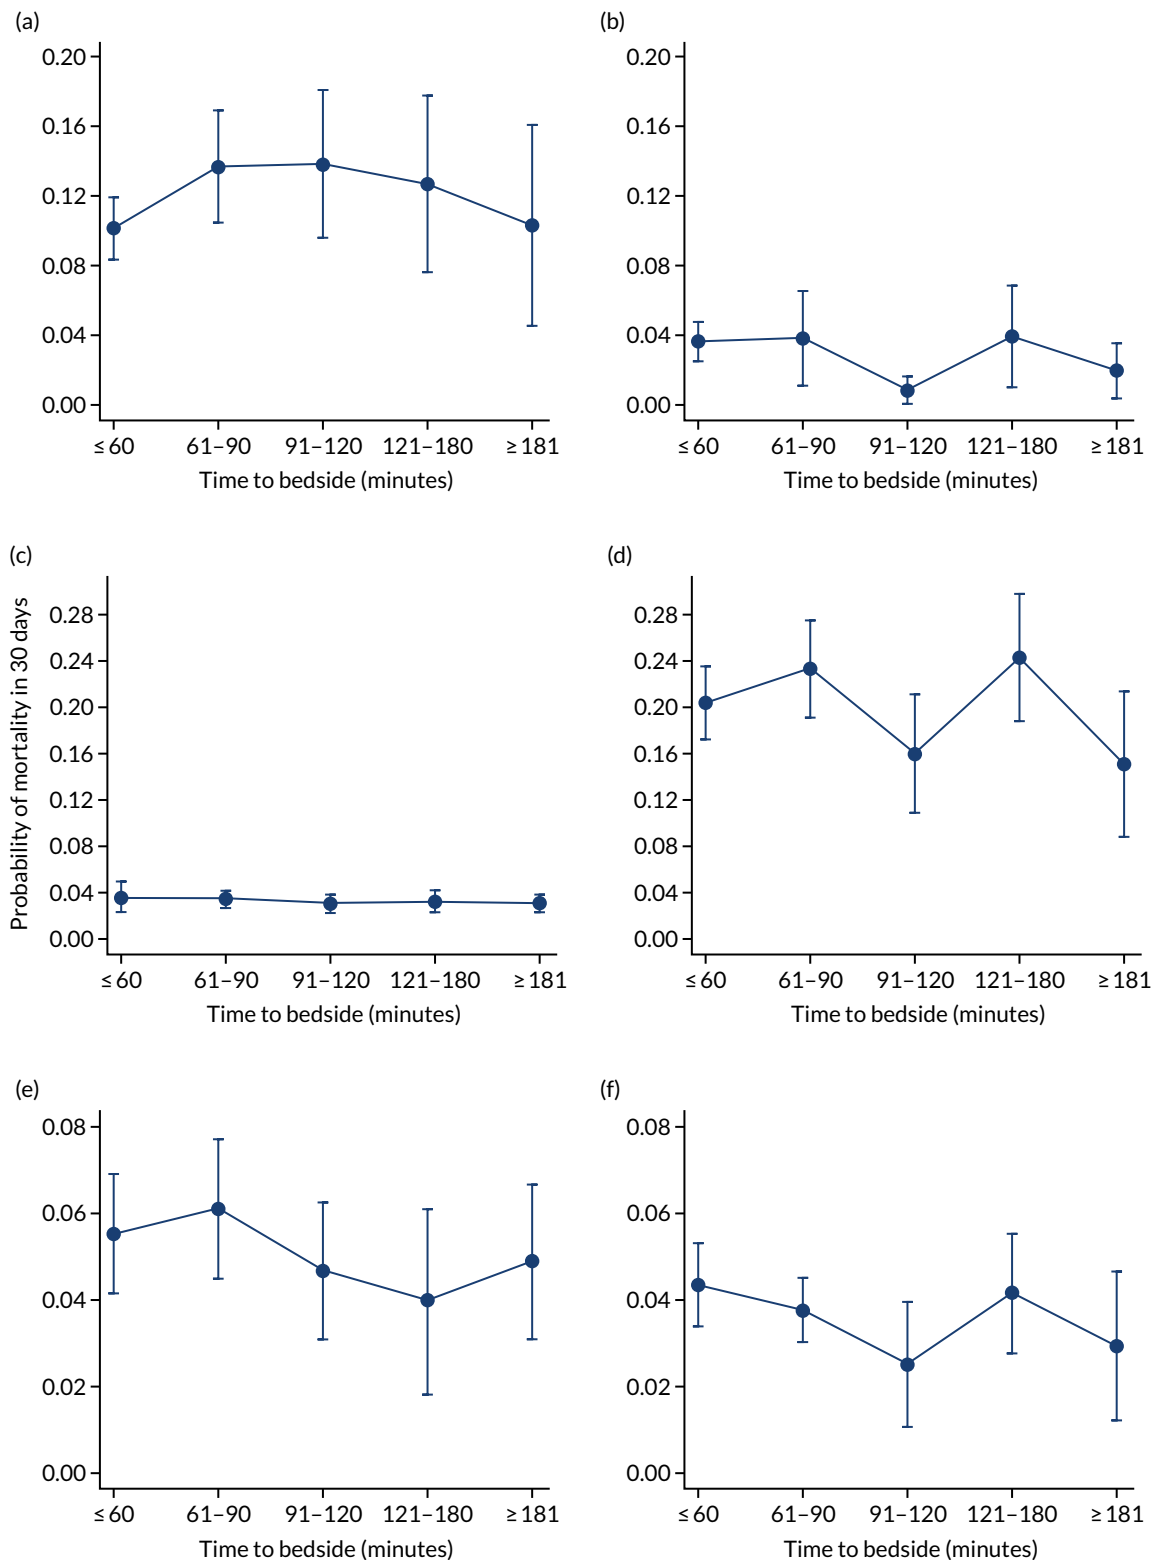 (a)
0.20
0.16
0.12
0.08
0.04
0.00
≤ 60 61–90 91–120 121–180 ≥ 181
Time to bedside (minutes)
(b)
0.20
0.16
0.12
0.08
0.04
0.00
≤ 60 61–90 91–120 121–180 ≥ 181
Time to bedside (minutes)
(c)
Probability of mortality in 30 days
0.28
0.24
0.20
0.16
0.12
0.08
0.04
0.00
≤ 60 61–90 91–120 121–180 ≥ 181
Time to bedside (minutes)
(d)
0.28
0.24
0.20
0.16
0.12
0.08
0.04
0.00
≤ 60 61–90 91–120 121–180 ≥ 181
Time to bedside (minutes)
(e)
0.08
0.06
0.04
0.02
0.00
≤ 60 61–90 91–120 121–180 ≥ 181
Time to bedside (minutes)
(f)
0.08
0.06
0.04
0.02
0.00
≤ 60 61–90 91–120 121–180 ≥ 181
Time to bedside (minutes)